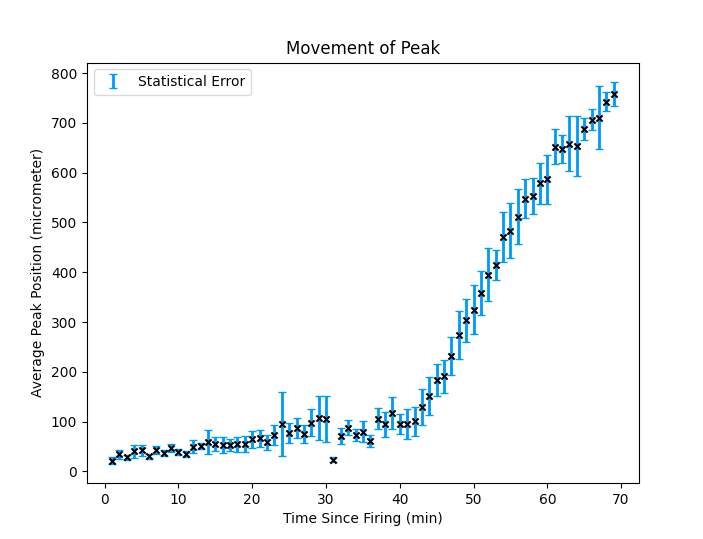 Movement of Peak
Statistical Error
Average Peak Position (micrometer)
800
700
600
500
400
300
200
100
0
0 10 20 30 40 50 60 70
Time Since Firing (min)